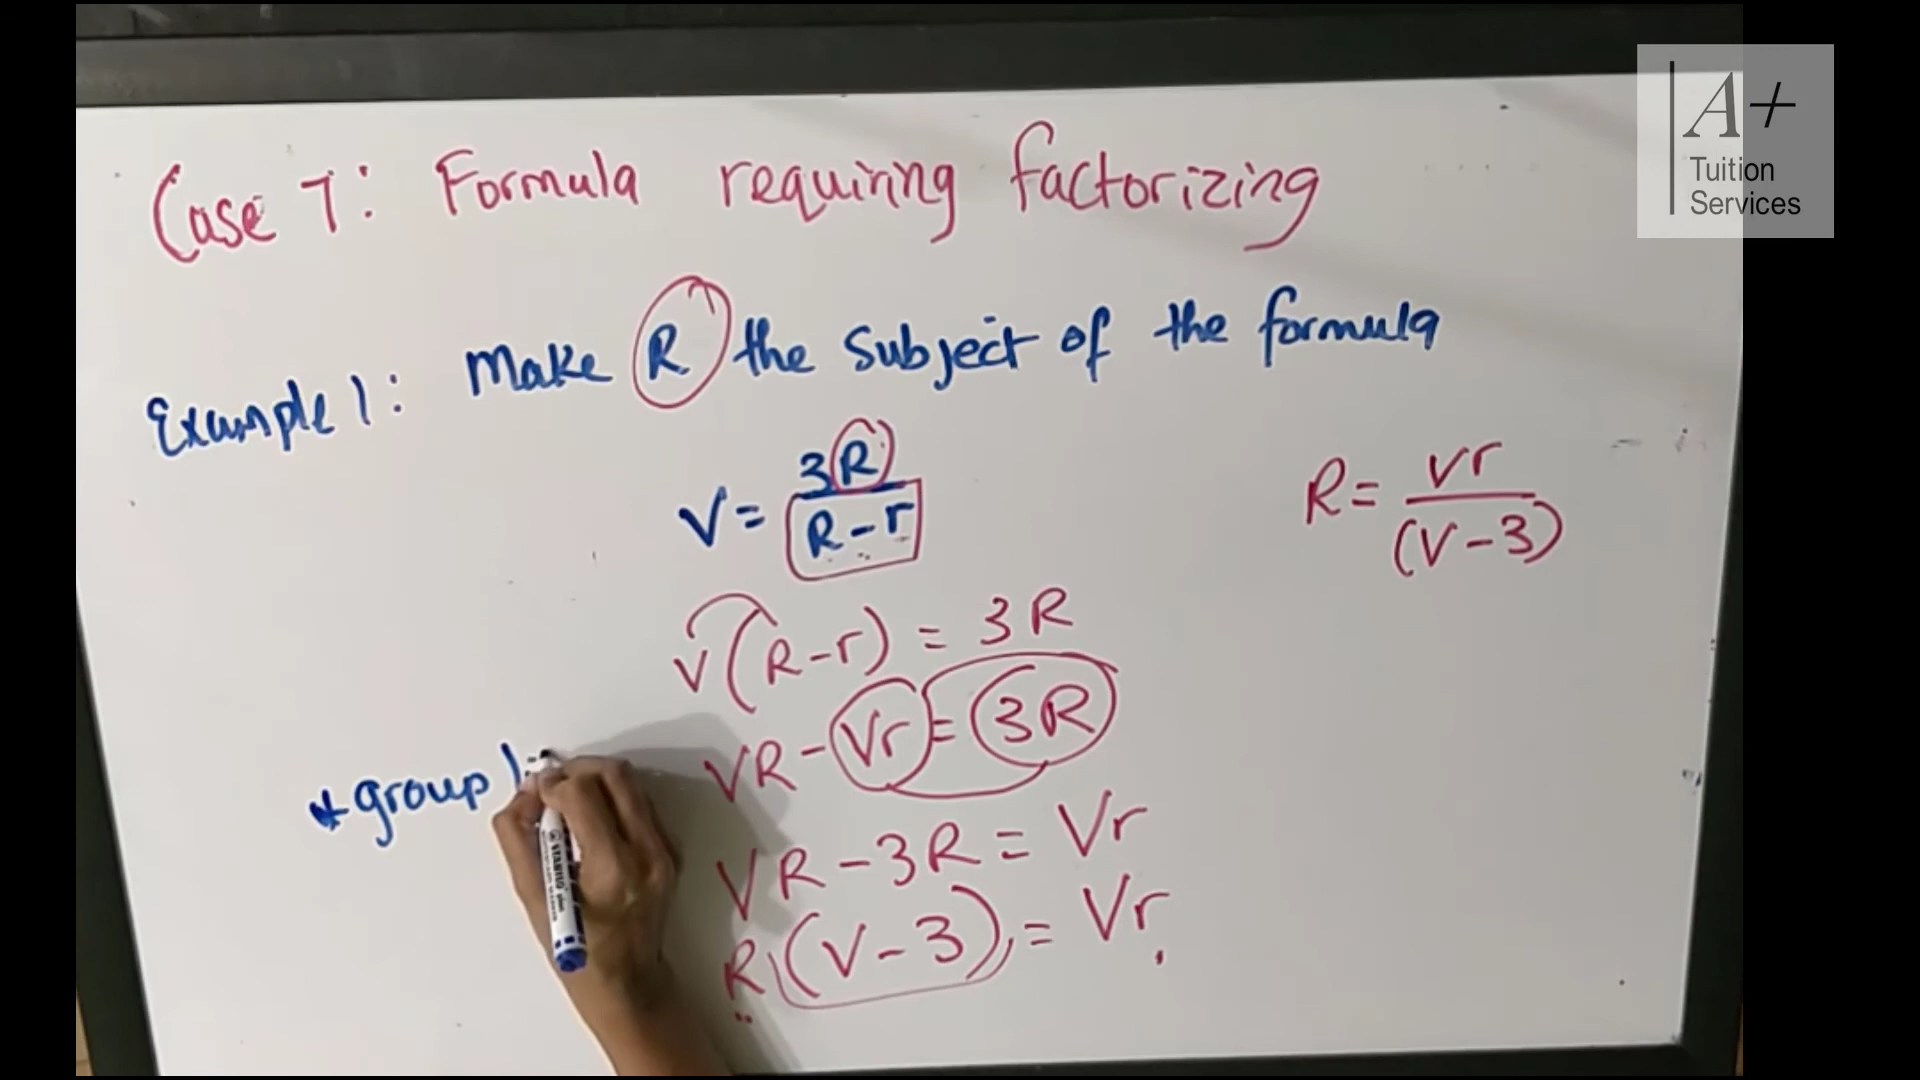 A+
Tuition
Services
Case 7: Formula requiring factorizing
Example 1: Make R the subject of the formula
V = 3R / R - r
V(R - r) = 3R
VR - Vr = 3R
* group
VR - 3R = Vr
R(V - 3) = Vr
R = Vr / (V - 3)